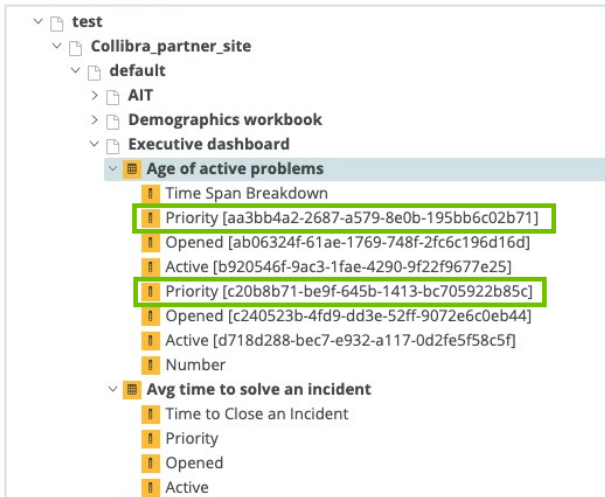 test
Collibra_partner_site
default
AIT
Demographics workbook
Executive dashboard
Age of active problems
Time Span Breakdown
Priority [aa3bb4a2-2687-a579-8e0b-195bb6c02b71]
Opened [ab06324f-61ae-1769-748f-2fc6c196d16d]
Active [b920546f-9ac3-1fae-4290-9f22f9677e25]
Priority [c20b8b71-be9f-645b-1413-bc705922b85c]
Opened [c240523b-4fd9-dd3e-52ff-9072e6c0eb44]
Active [d718d288-bec7-e932-a117-0d2fe5f58c5f]
Number
Avg time to solve an incident
Time to Close an Incident
Priority
Opened
Active